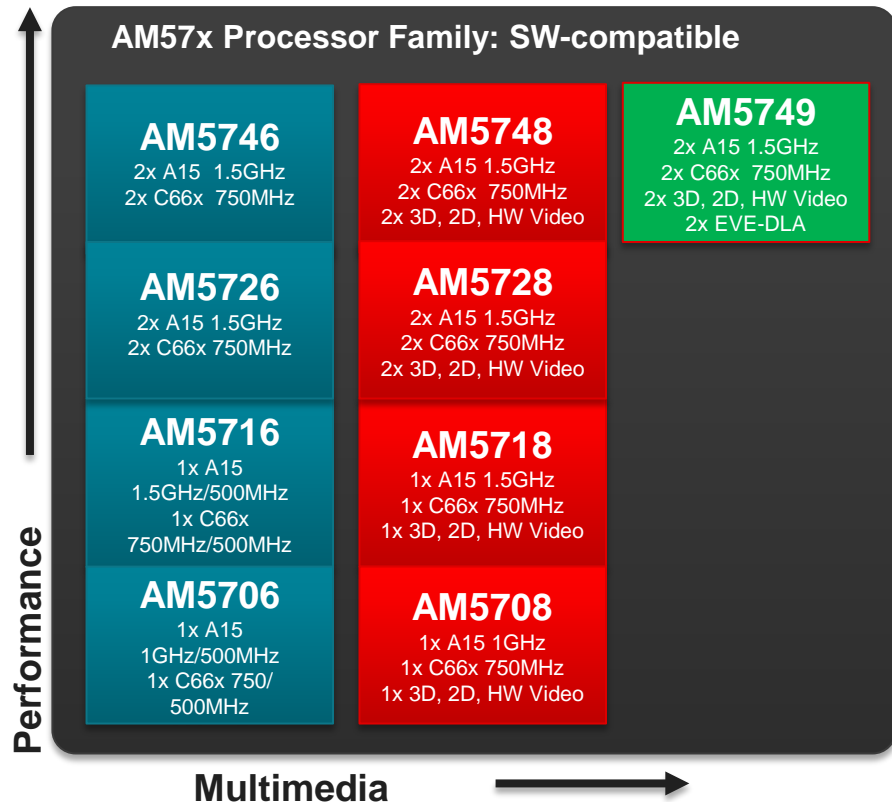 AM57x Processor Family: SW-compatible
AM5746
2x A15 1.5GHz
2x C66x 750MHz
AM5748
2x A15 1.5GHz
2x C66x 750MHz
2x 3D, 2D, HW Video
AM5749
2x A15 1.5GHz
2x C66x 750MHz
2x 3D, 2D, HW Video
2x EVE-DLA
AM5726
2x A15 1.5GHz
2x C66x 750MHz
AM5728
2x A15 1.5GHz
2x C66x 750MHz
2x 3D, 2D, HW Video
AM5716
1x A15
1.5GHz/500MHz
1x C66x
750MHz/500MHz
AM5718
1x A15 1.5GHz
1x C66x 750MHz
1x 3D, 2D, HW Video
AM5706
1x A15
1GHz/500MHz
1x C66x 750/
500MHz
AM5708
1x A15 1GHz
1x C66x 750MHz
1x 3D, 2D, HW Video
Performance
Multimedia